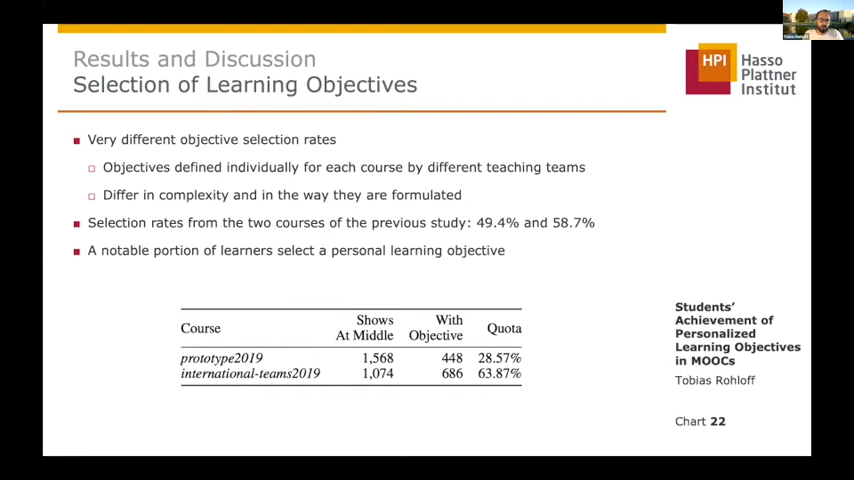 Results and Discussion
Selection of Learning Objectives
HPI Hasso
Plattner
Institut
Very different objective selection rates
Objectives defined individually for each course by different teaching teams
Differ in complexity and in the way they are formulated
Selection rates from the two courses of the previous study: 49.4% and 58.7%
A notable portion of learners select a personal learning objective
Course Shows At Middle With Objective Quota
prototype2019 1,568 448 28.57%
international-teams2019 1,074 686 63.87%
Students'
Achievement of
Personalized
Learning Objectives
in MOOCs
Tobias Rohloff
Chart 22
Tobias Rohloff